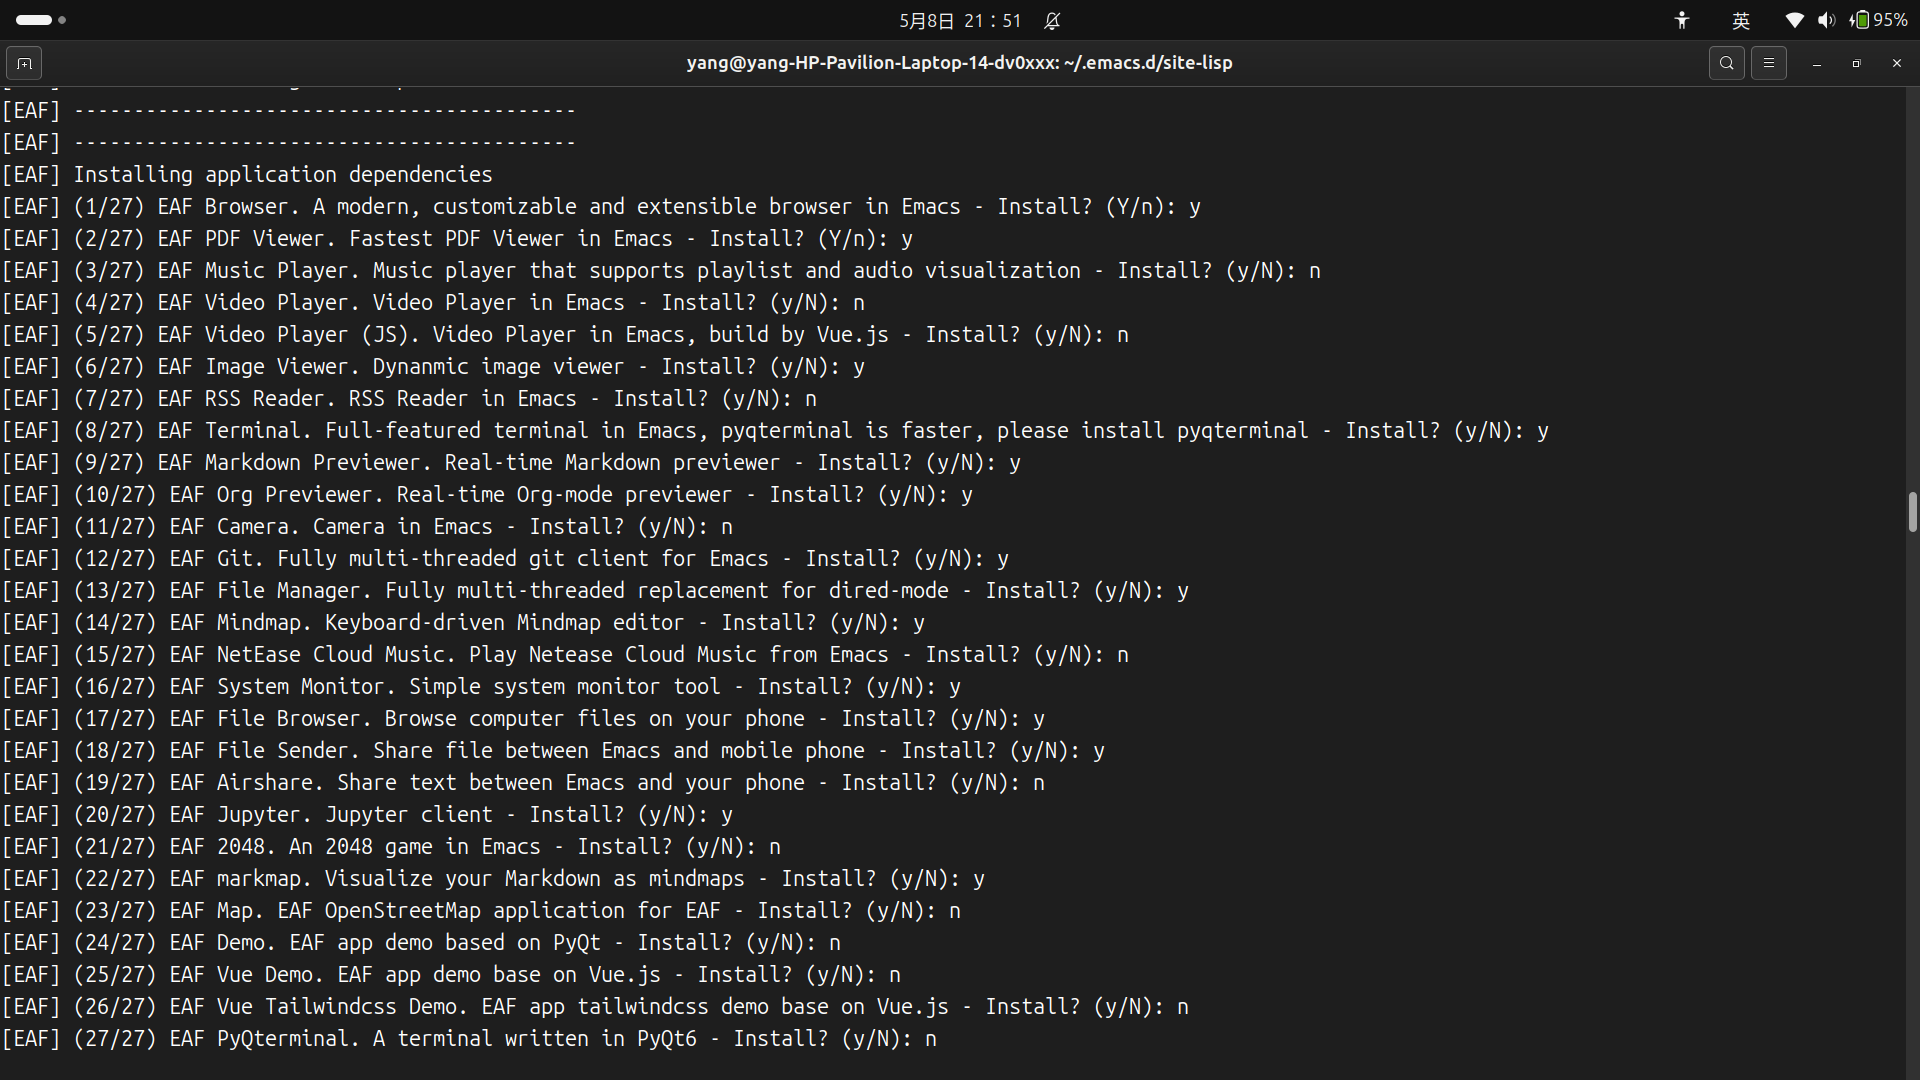 5月8日 21：51
英
95%
yang@yang-HP-Pavilion-Laptop-14-dv0xxx: ~/.emacs.d/site-lisp
[EAF] ------------------------------------------
[EAF] ------------------------------------------
[EAF] Installing application dependencies
[EAF] (1/27) EAF Browser. A modern, customizable and extensible browser in Emacs - Install? (Y/n): y
[EAF] (2/27) EAF PDF Viewer. Fastest PDF Viewer in Emacs - Install? (Y/n): y
[EAF] (3/27) EAF Music Player. Music player that supports playlist and audio visualization - Install? (y/N): n
[EAF] (4/27) EAF Video Player. Video Player in Emacs - Install? (y/N): n
[EAF] (5/27) EAF Video Player (JS). Video Player in Emacs, build by Vue.js - Install? (y/N): n
[EAF] (6/27) EAF Image Viewer. Dynanmic image viewer - Install? (y/N): y
[EAF] (7/27) EAF RSS Reader. RSS Reader in Emacs - Install? (y/N): n
[EAF] (8/27) EAF Terminal. Full-featured terminal in Emacs, pyqterminal is faster, please install pyqterminal - Install? (y/N): y
[EAF] (9/27) EAF Markdown Previewer. Real-time Markdown previewer - Install? (y/N): y
[EAF] (10/27) EAF Org Previewer. Real-time Org-mode previewer - Install? (y/N): y
[EAF] (11/27) EAF Camera. Camera in Emacs - Install? (y/N): n
[EAF] (12/27) EAF Git. Fully multi-threaded git client for Emacs - Install? (y/N): y
[EAF] (13/27) EAF File Manager. Fully multi-threaded replacement for dired-mode - Install? (y/N): y
[EAF] (14/27) EAF Mindmap. Keyboard-driven Mindmap editor - Install? (y/N): y
[EAF] (15/27) EAF NetEase Cloud Music. Play Netease Cloud Music from Emacs - Install? (y/N): n
[EAF] (16/27) EAF System Monitor. Simple system monitor tool - Install? (y/N): y
[EAF] (17/27) EAF File Browser. Browse computer files on your phone - Install? (y/N): y
[EAF] (18/27) EAF File Sender. Share file between Emacs and mobile phone - Install? (y/N): y
[EAF] (19/27) EAF Airshare. Share text between Emacs and your phone - Install? (y/N): n
[EAF] (20/27) EAF Jupyter. Jupyter client - Install? (y/N): y
[EAF] (21/27) EAF 2048. An 2048 game in Emacs - Install? (y/N): n
[EAF] (22/27) EAF markmap. Visualize your Markdown as mindmaps - Install? (y/N): y
[EAF] (23/27) EAF Map. EAF OpenStreetMap application for EAF - Install? (y/N): n
[EAF] (24/27) EAF Demo. EAF app demo based on PyQt - Install? (y/N): n
[EAF] (25/27) EAF Vue Demo. EAF app demo base on Vue.js - Install? (y/N): n
[EAF] (26/27) EAF Vue Tailwindcss Demo. EAF app tailwindcss demo base on Vue.js - Install? (y/N): n
[EAF] (27/27) EAF PyQterminal. A terminal written in PyQt6 - Install? (y/N): n